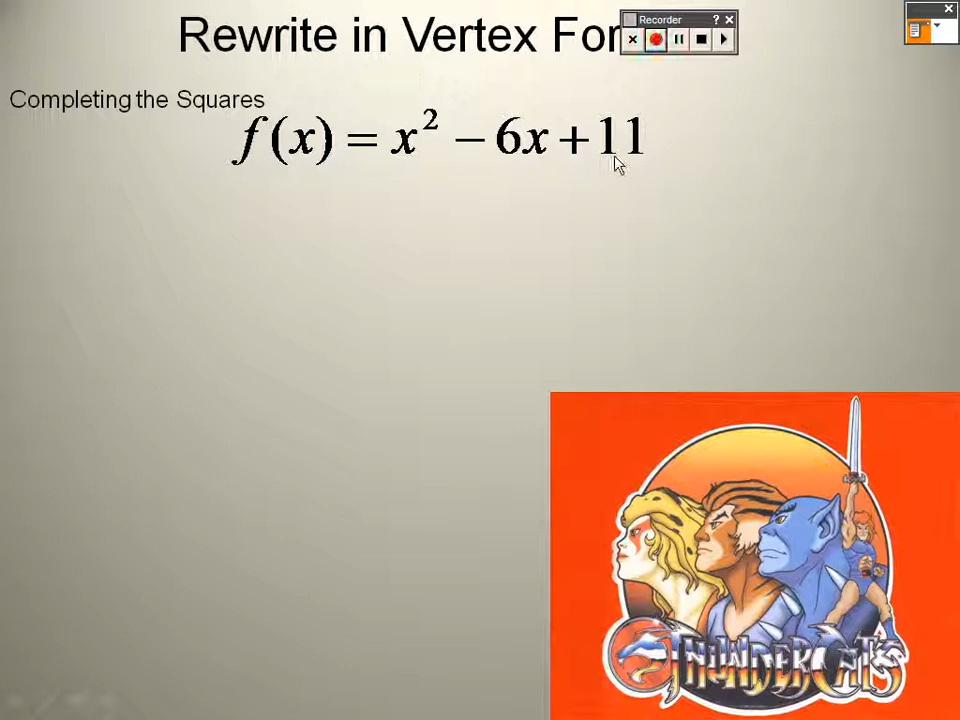 Rewrite in Vertex For
Recorder
?
Completing the Squares
f(x) = x² − 6x + 11
THUNDERCATS